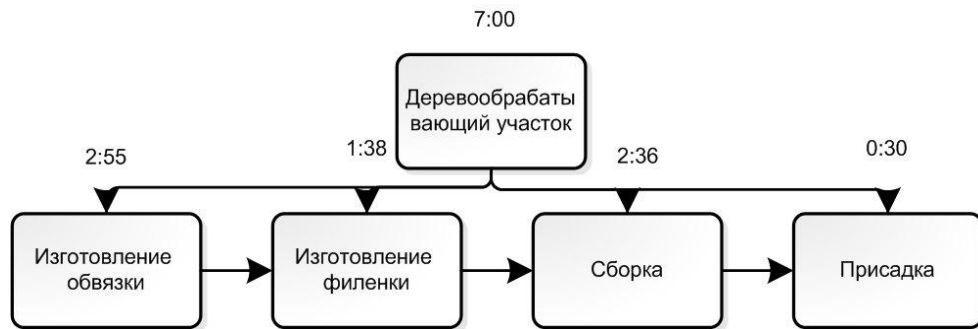 7:00
Деревообрабаты
вающий участок
2:55
1:38
2:36
0:30
Изготовление
обвязки
Изготовление
филенки
Сборка
Присадка